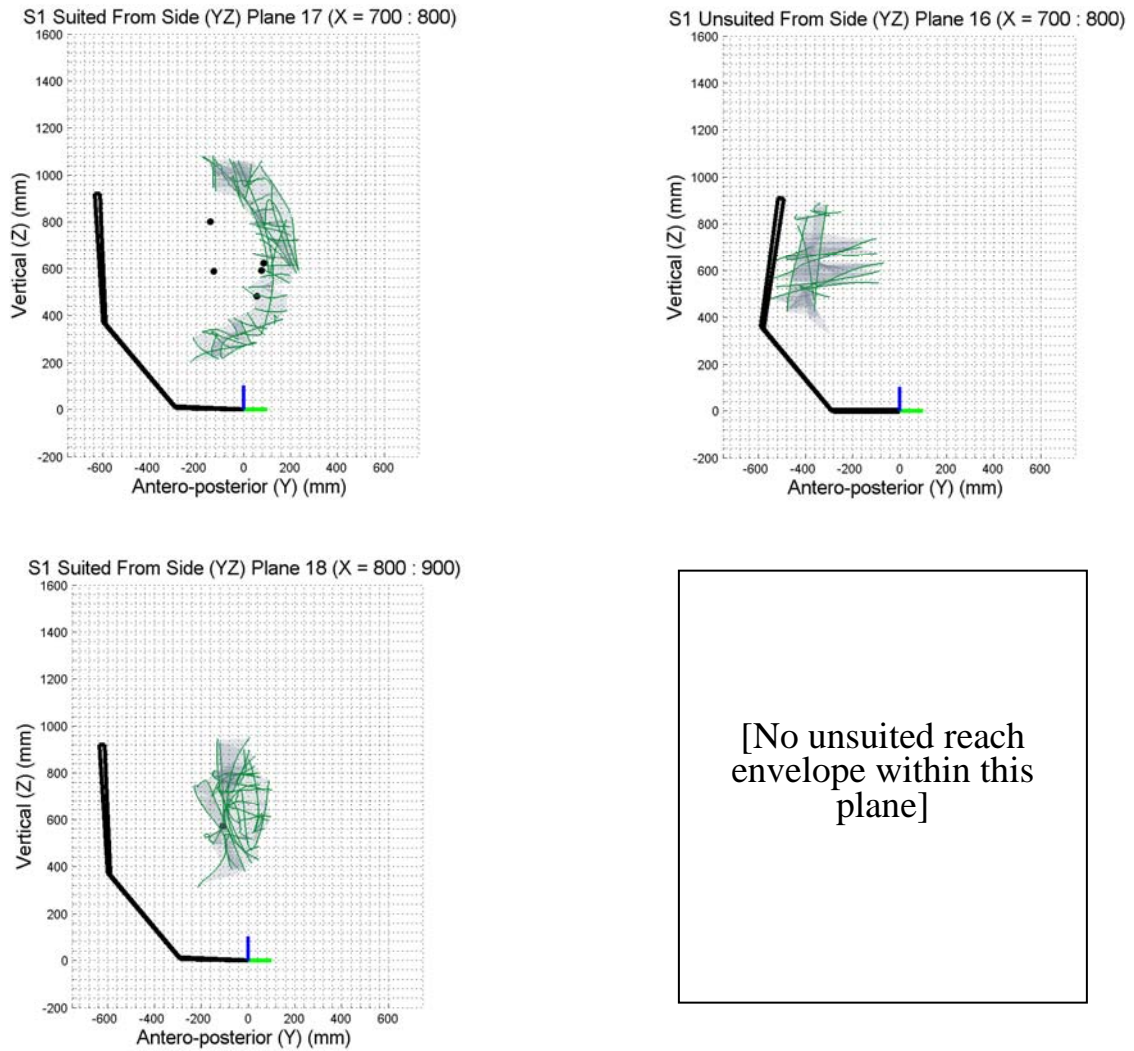 S1 Suited From Side (YZ) Plane 17 (X = 700 : 800)
1600
1400
1200
1000
800
600
400
200
0
-200
Vertical (Z) (mm)
-600 -400 -200 0 200 400 600
Antero-posterior (Y) (mm)
S1 Unsuited From Side (YZ) Plane 16 (X = 700 : 800)
1600
1400
1200
1000
800
600
400
200
0
-200
Vertical (Z) (mm)
-600 -400 -200 0 200 400 600
Antero-posterior (Y) (mm)
S1 Suited From Side (YZ) Plane 18 (X = 800 : 900)
1600
1400
1200
1000
800
600
400
200
0
-200
Vertical (Z) (mm)
-600 -400 -200 0 200 400 600
Antero-posterior (Y) (mm)
[No unsuited reach
envelope within this
plane]